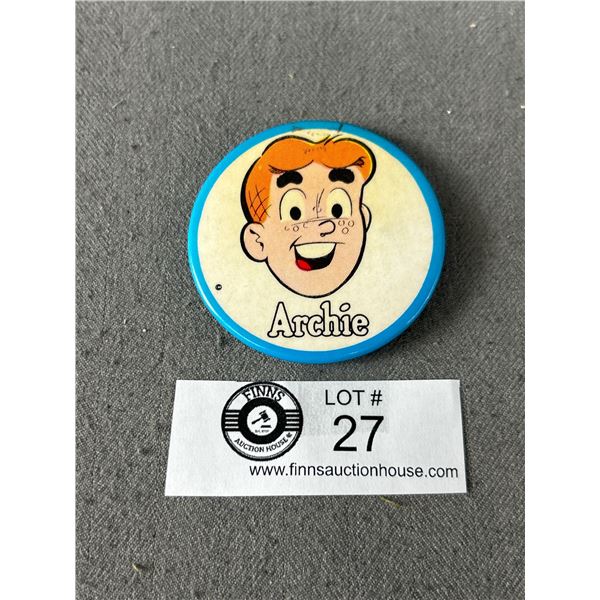 Archie
FINNS
AUCTION HOUSE
LOT #
27
www.finnsauctionhouse.com